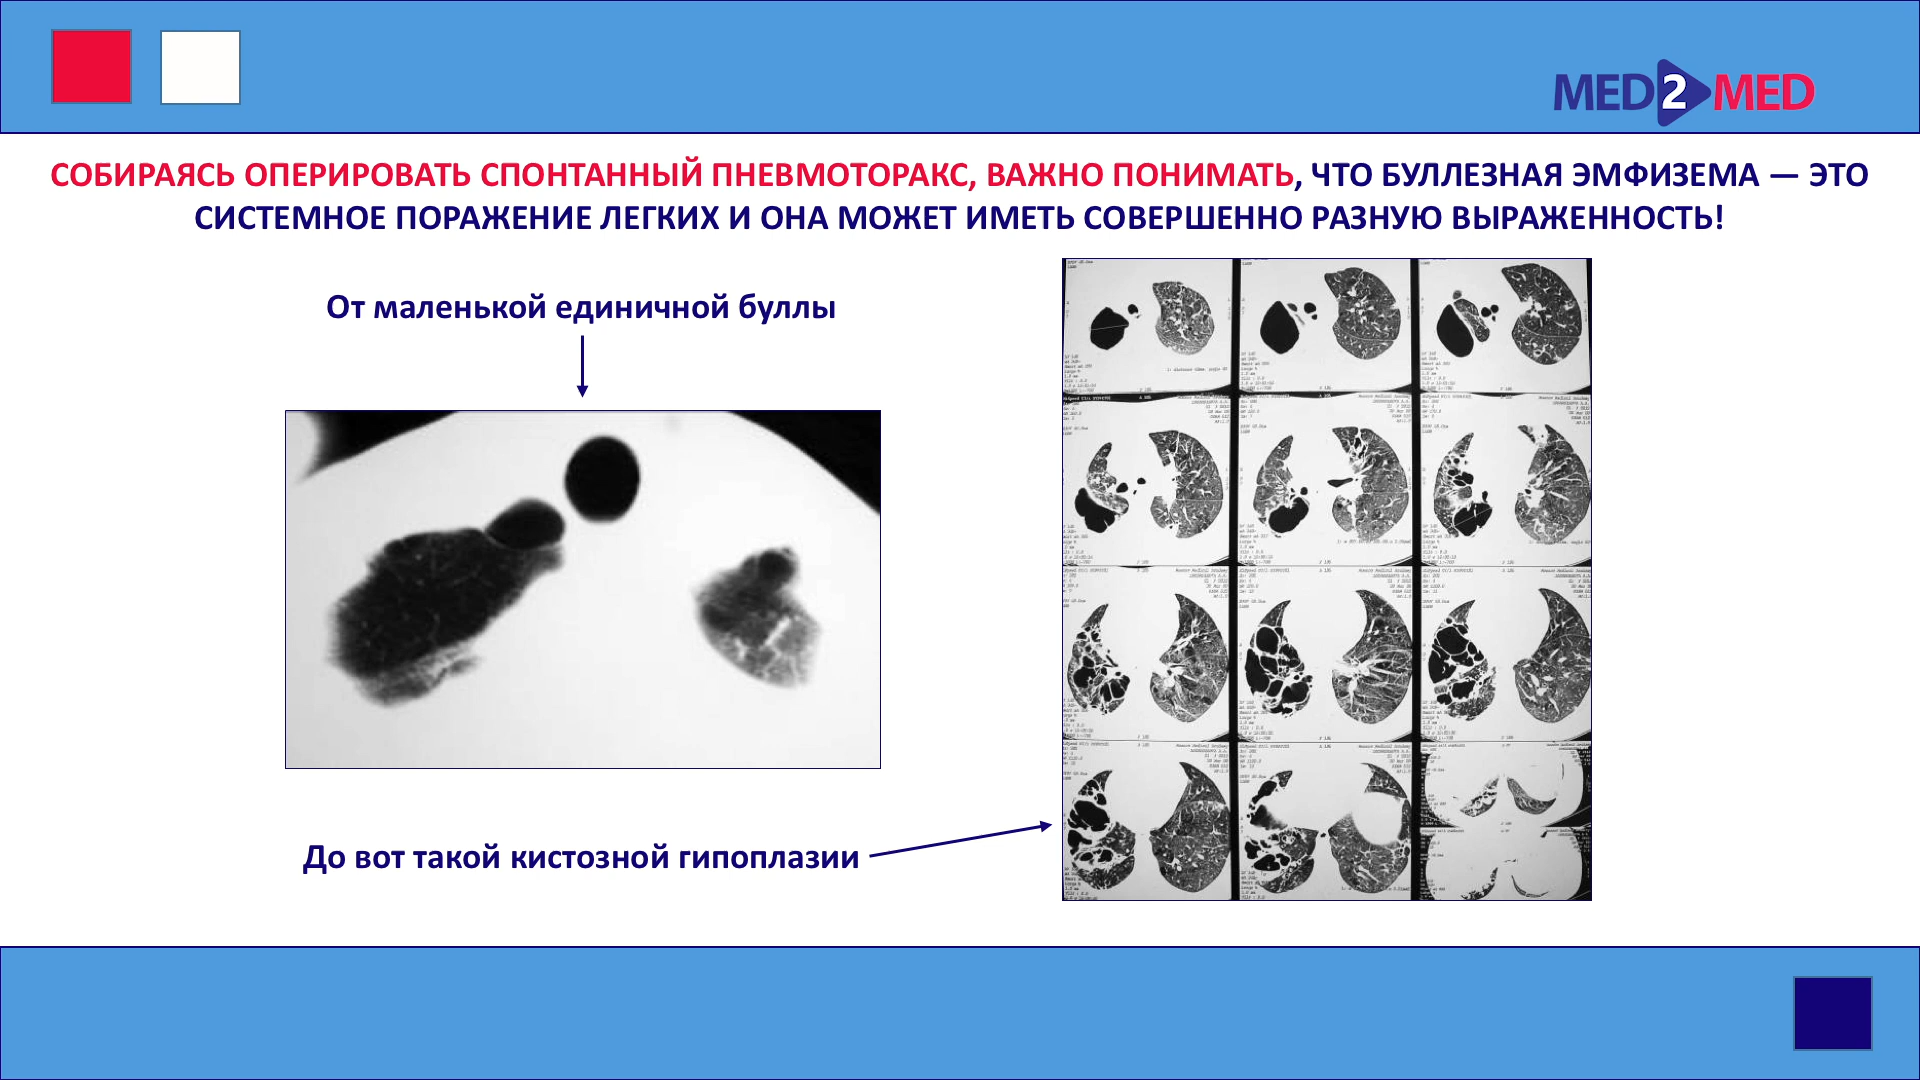 MED2MED
СОБИРАЯСЬ ОПЕРИРОВАТЬ СПОНТАННЫЙ ПНЕВМОТОРАКС, ВАЖНО ПОНИМАТЬ, ЧТО БУЛЛЕЗНАЯ ЭМФИЗЕМА — ЭТО
СИСТЕМНОЕ ПОРАЖЕНИЕ ЛЕГКИХ И ОНА МОЖЕТ ИМЕТЬ СОВЕРШЕННО РАЗНУЮ ВЫРАЖЕННОСТЬ!
От маленькой единичной буллы
До вот такой кистозной гипоплазии